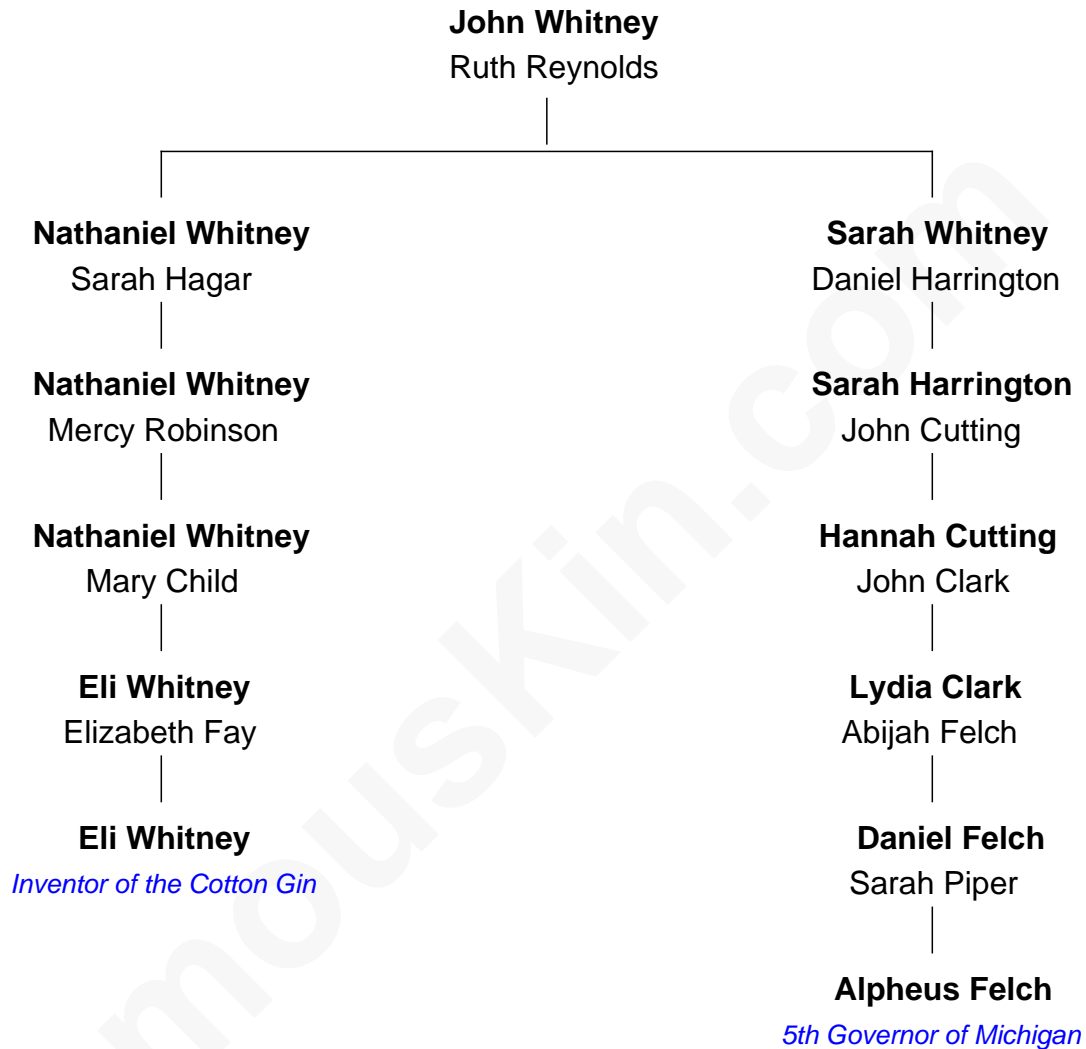 John Whitney
Ruth Reynolds
Nathaniel Whitney
Sarah Hagar
Sarah Whitney
Daniel Harrington
Nathaniel Whitney
Mercy Robinson
Sarah Harrington
John Cutting
Nathaniel Whitney
Mary Child
Hannah Cutting
John Clark
Eli Whitney
Elizabeth Fay
Lydia Clark
Abijah Felch
Eli Whitney
Inventor of the Cotton Gin
Daniel Felch
Sarah Piper
Alpheus Felch
5th Governor of Michigan
mouskin.com